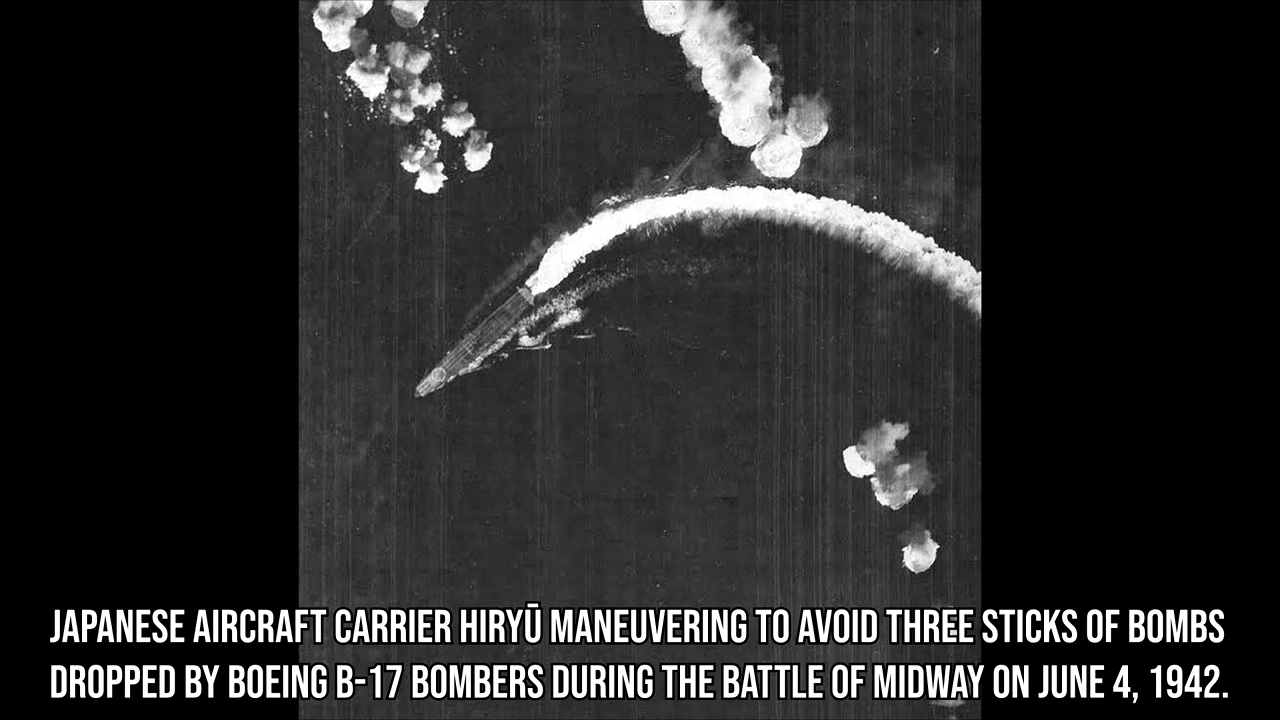 JAPANESE AIRCRAFT CARRIER HIRYŪ MANEUVERING TO AVOID THREE STICKS OF BOMBS
DROPPED BY BOEING B-17 BOMBERS DURING THE BATTLE OF MIDWAY ON JUNE 4, 1942.